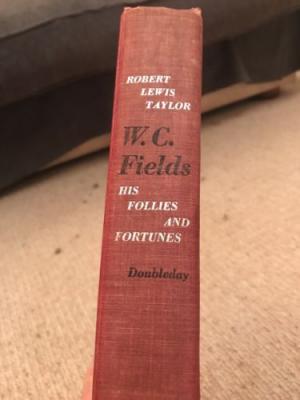 ROBERT
LEWIS
TAYLOR
W.C.
Fields
HIS
FOLLIES
AND
FORTUNES
Doubleday